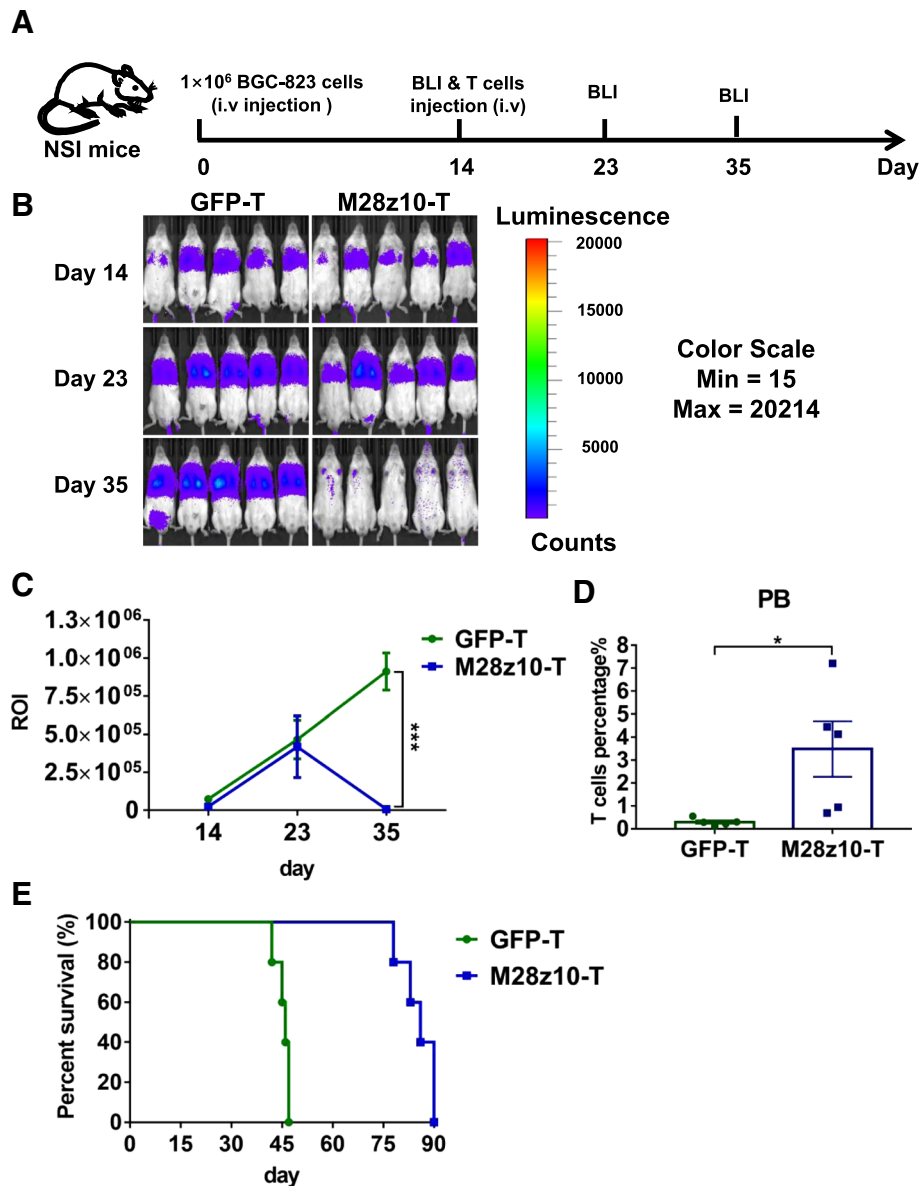 A
1×10⁶ BGC-823 cells
(i.v injection )
BLI & T cells
injection (i.v)
BLI
BLI
NSI mice
0
14
23
35
Day
B
GFP-T
M28z10-T
Luminescence
Day 14
Day 23
Day 35
20000
15000
10000
5000
Counts
Color Scale
Min = 15
Max = 20214
C
1.3× 10⁰⁶
1.0× 10⁰⁶
7.5× 10⁰⁵
5.0× 10⁰⁵
2.5× 10⁰⁵
0
ROI
14
23
35
day
GFP-T
M28z10-T
***
D
PB
*
T cells percentage%
8
7
6
5
4
3
2
1
0
GFP-T
M28z10-T
E
Percent survival (%)
100
80
60
40
20
0
0
15
30
45
60
75
90
day
GFP-T
M28z10-T